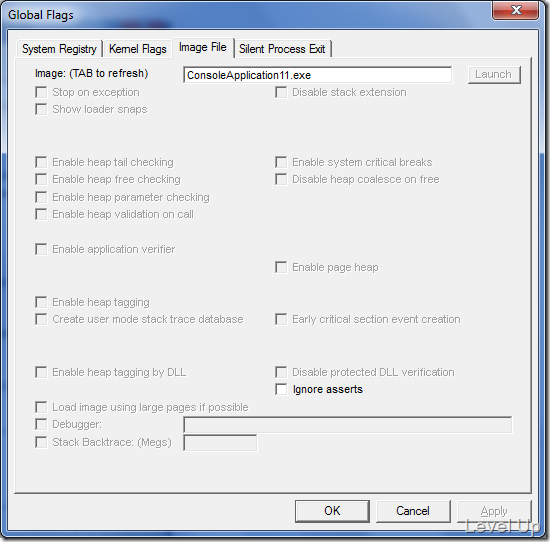 Global Flags
System Registry Kernel Flags Image File Silent Process Exit
Image: (TAB to refresh) ConsoleApplication11.exe Launch
Stop on exception Disable stack extension
Show loader snaps
Enable heap tail checking Enable system critical breaks
Enable heap free checking Disable heap coalesce on free
Enable heap parameter checking
Enable heap validation on call
Enable application verifier
Enable page heap
Enable heap tagging
Create user mode stack trace database Early critical section event creation
Enable heap tagging by DLL Disable protected DLL verification
Ignore asserts
Load image using large pages if possible
Debugger:
Stack Backtrace: (Megs)
OK Cancel Apply
Level Up